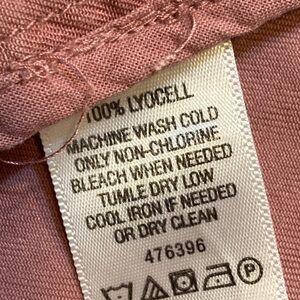 100% LYOCELL
MACHINE WASH COLD
ONLY NON-CHLORINE
BLEACH WHEN NEEDED
TUMLE DRY LOW
COOL IRON IF NEEDED
OR DRY CLEAN
476396
P